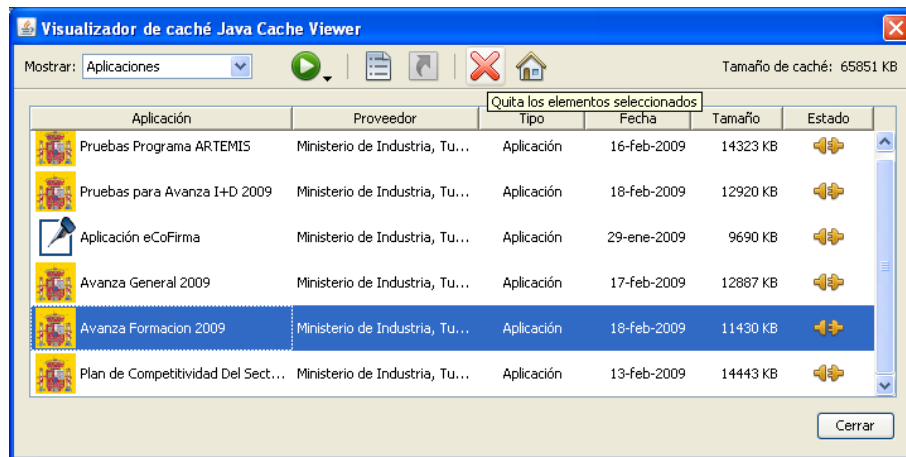 Visualizador de caché Java Cache Viewer
Mostrar: Aplicaciones Tamaño de caché: 65851 KB
Quita los elementos seleccionados
Aplicación Proveedor Tipo Fecha Tamaño Estado
Pruebas Programa ARTEMIS Ministerio de Industria, Tu... Aplicación 16-feb-2009 14323 KB
Pruebas para Avanza I+D 2009 Ministerio de Industria, Tu... Aplicación 18-feb-2009 12920 KB
Aplicación eCoFirma Ministerio de Industria, Tu... Aplicación 29-ene-2009 9690 KB
Avanza General 2009 Ministerio de Industria, Tu... Aplicación 17-feb-2009 12887 KB
Avanza Formacion 2009 Ministerio de Industria, Tu... Aplicación 18-feb-2009 11430 KB
Plan de Competitividad Del Sect... Ministerio de Industria, Tu... Aplicación 13-feb-2009 14443 KB
Cerrar